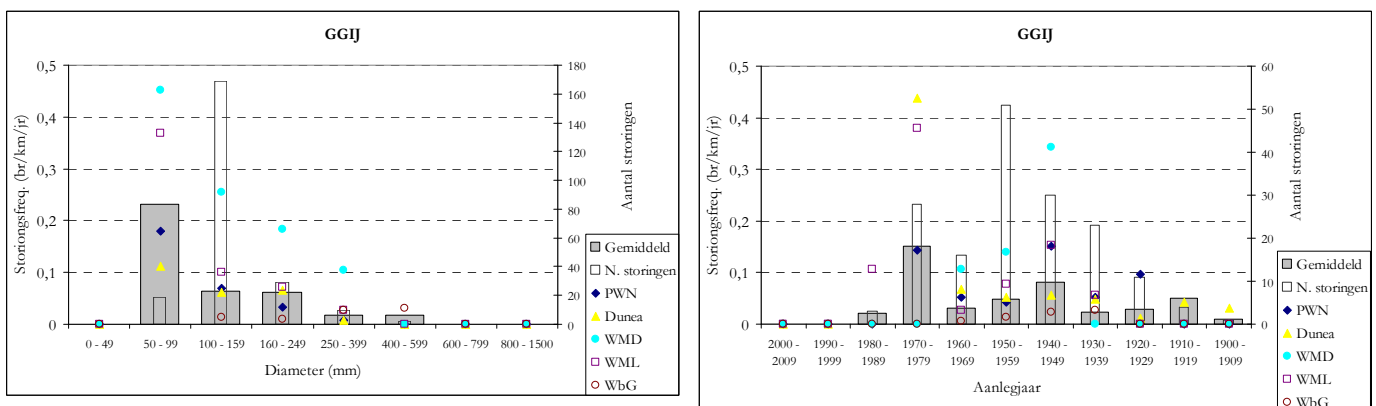 GGIJ
Storiongsfreq. (br/km/jr)
0,5
0,4
0,3
0,2
0,1
0
180
160
140
120
100
80
60
40
20
0
Aantal stroringen
0 - 49
50 - 99
100 - 159
160 - 249
250 - 399
400 - 599
600 - 799
800 - 1500
Diameter (mm)
Gemiddeld
N. storingen
PWN
Dunea
WMD
WML
WbG
GGIJ
Storiongsfreq. (br/km/jr)
0,5
0,4
0,3
0,2
0,1
0
60
50
40
30
20
10
0
Aantal stroringen
2000 -
2009
1990 -
1999
1980 -
1989
1970 -
1979
1960 -
1969
1950 -
1959
1940 -
1949
1930 -
1939
1920 -
1929
1910 -
1919
1900 -
1909
Aanlegjaar
Gemiddeld
N. storingen
PWN
Dunea
WMD
WML
WbG